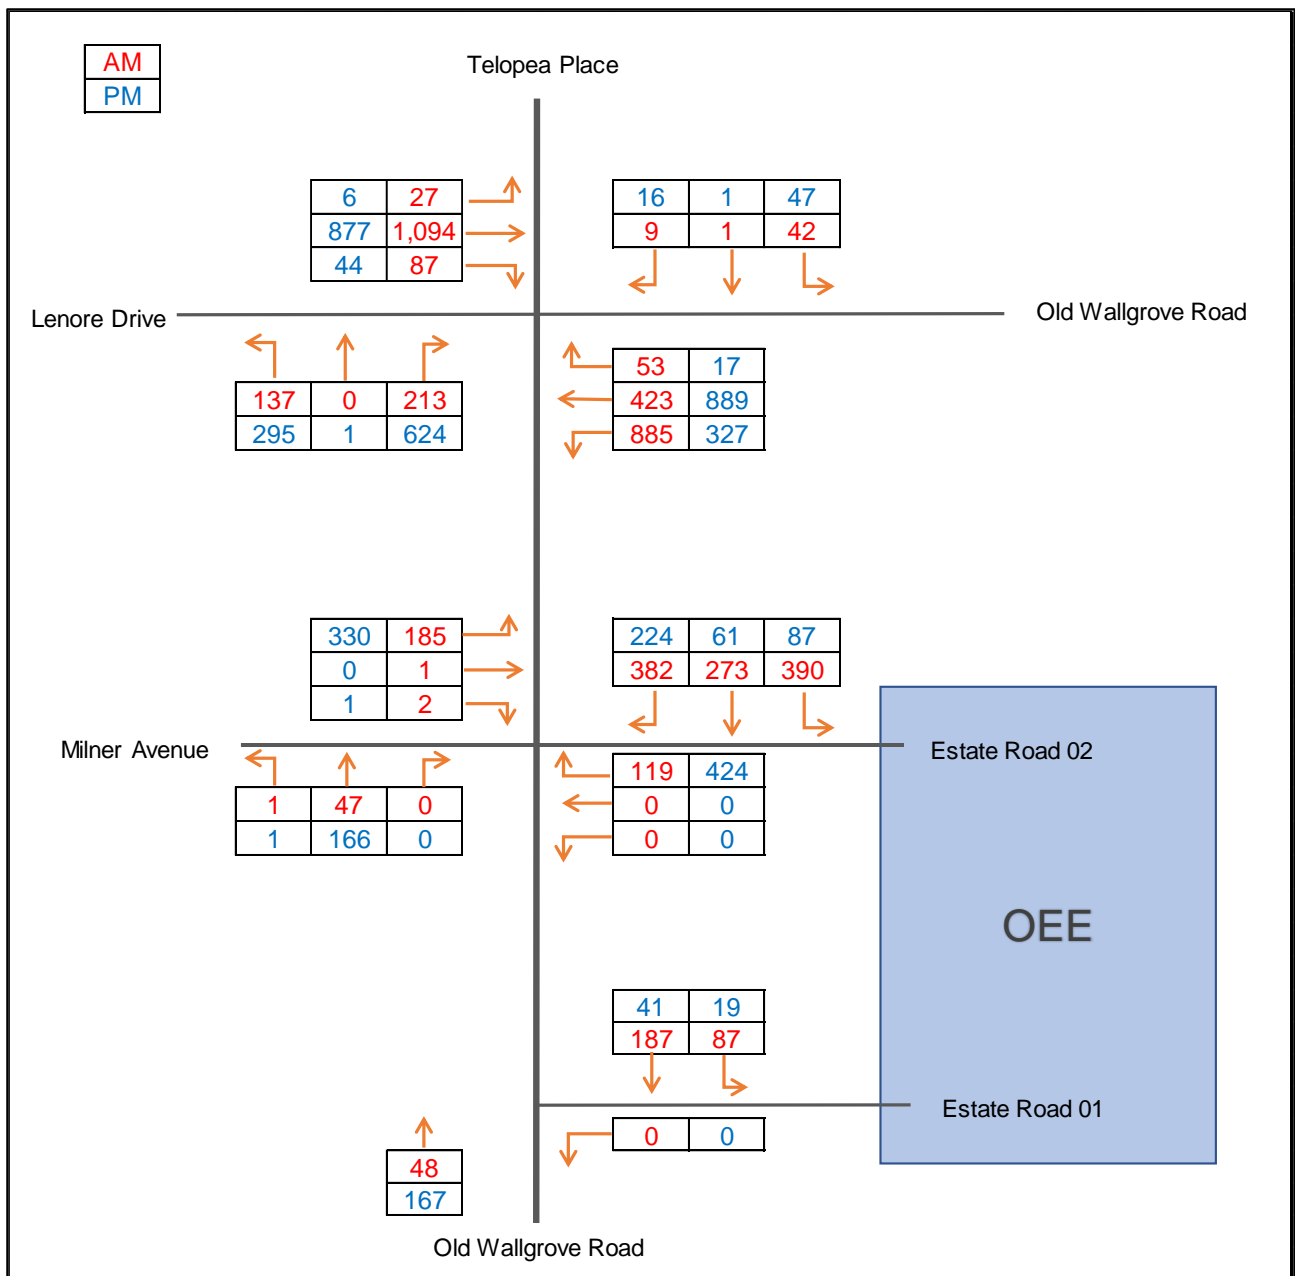 AM
PM
Telopea Place
6 27
877 1,094
44 87
16 1 47
9 1 42
Lenore Drive
Old Wallgrove Road
137 0 213
295 1 624
53 17
423 889
885 327
330 185
0 1
1 2
224 61 87
382 273 390
Milner Avenue
Estate Road 02
1 47 0
1 166 0
119 424
0 0
0 0
OEE
41 19
187 87
Estate Road 01
0 0
48
167
Old Wallgrove Road